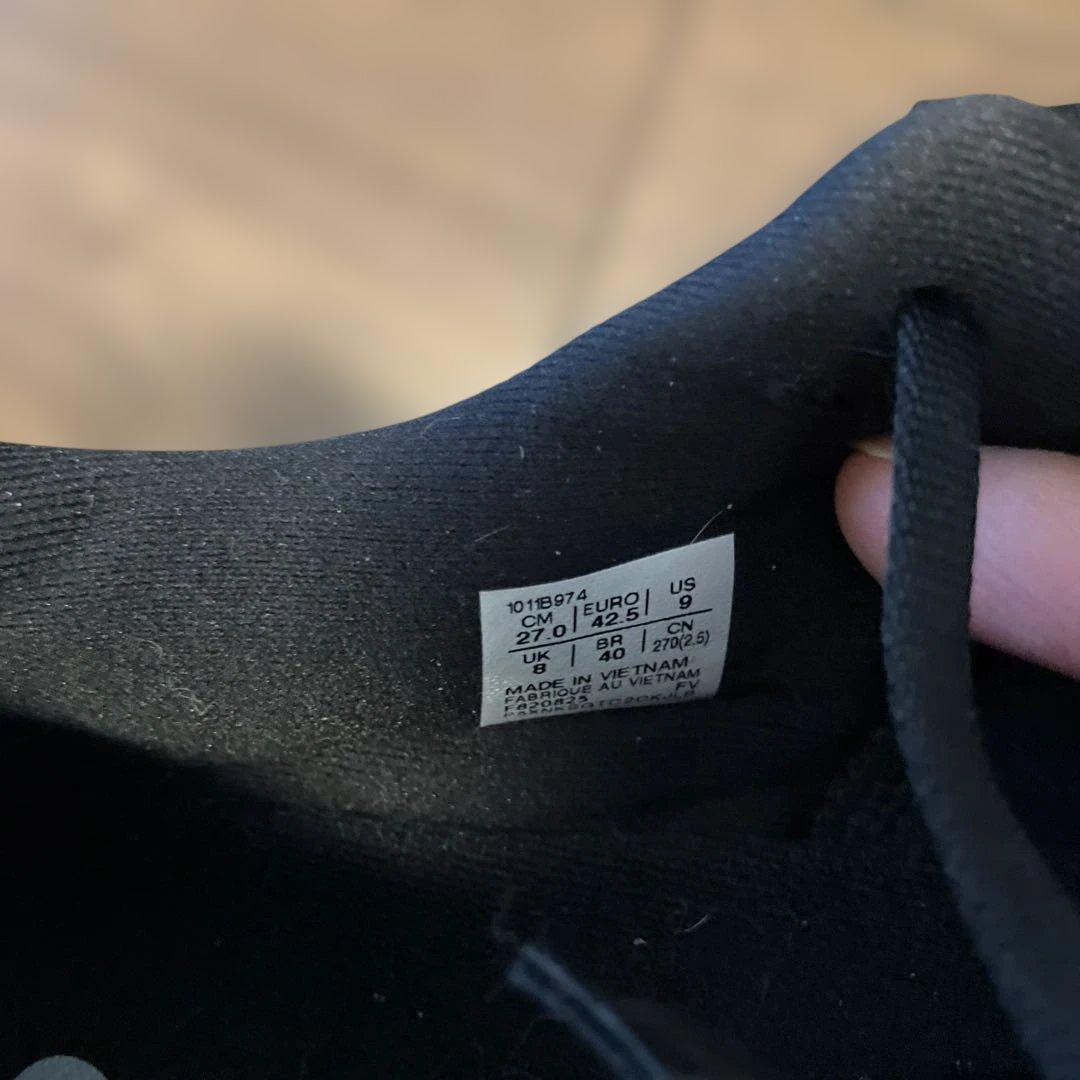 1011B974
CM | EURO | US
27.0 | 42.5 | 9
UK | BR | CN
8 | 40 | 270(2.5)
MADE IN VIETNAM
FABRIQUE AU VIETNAM
F820825 FV